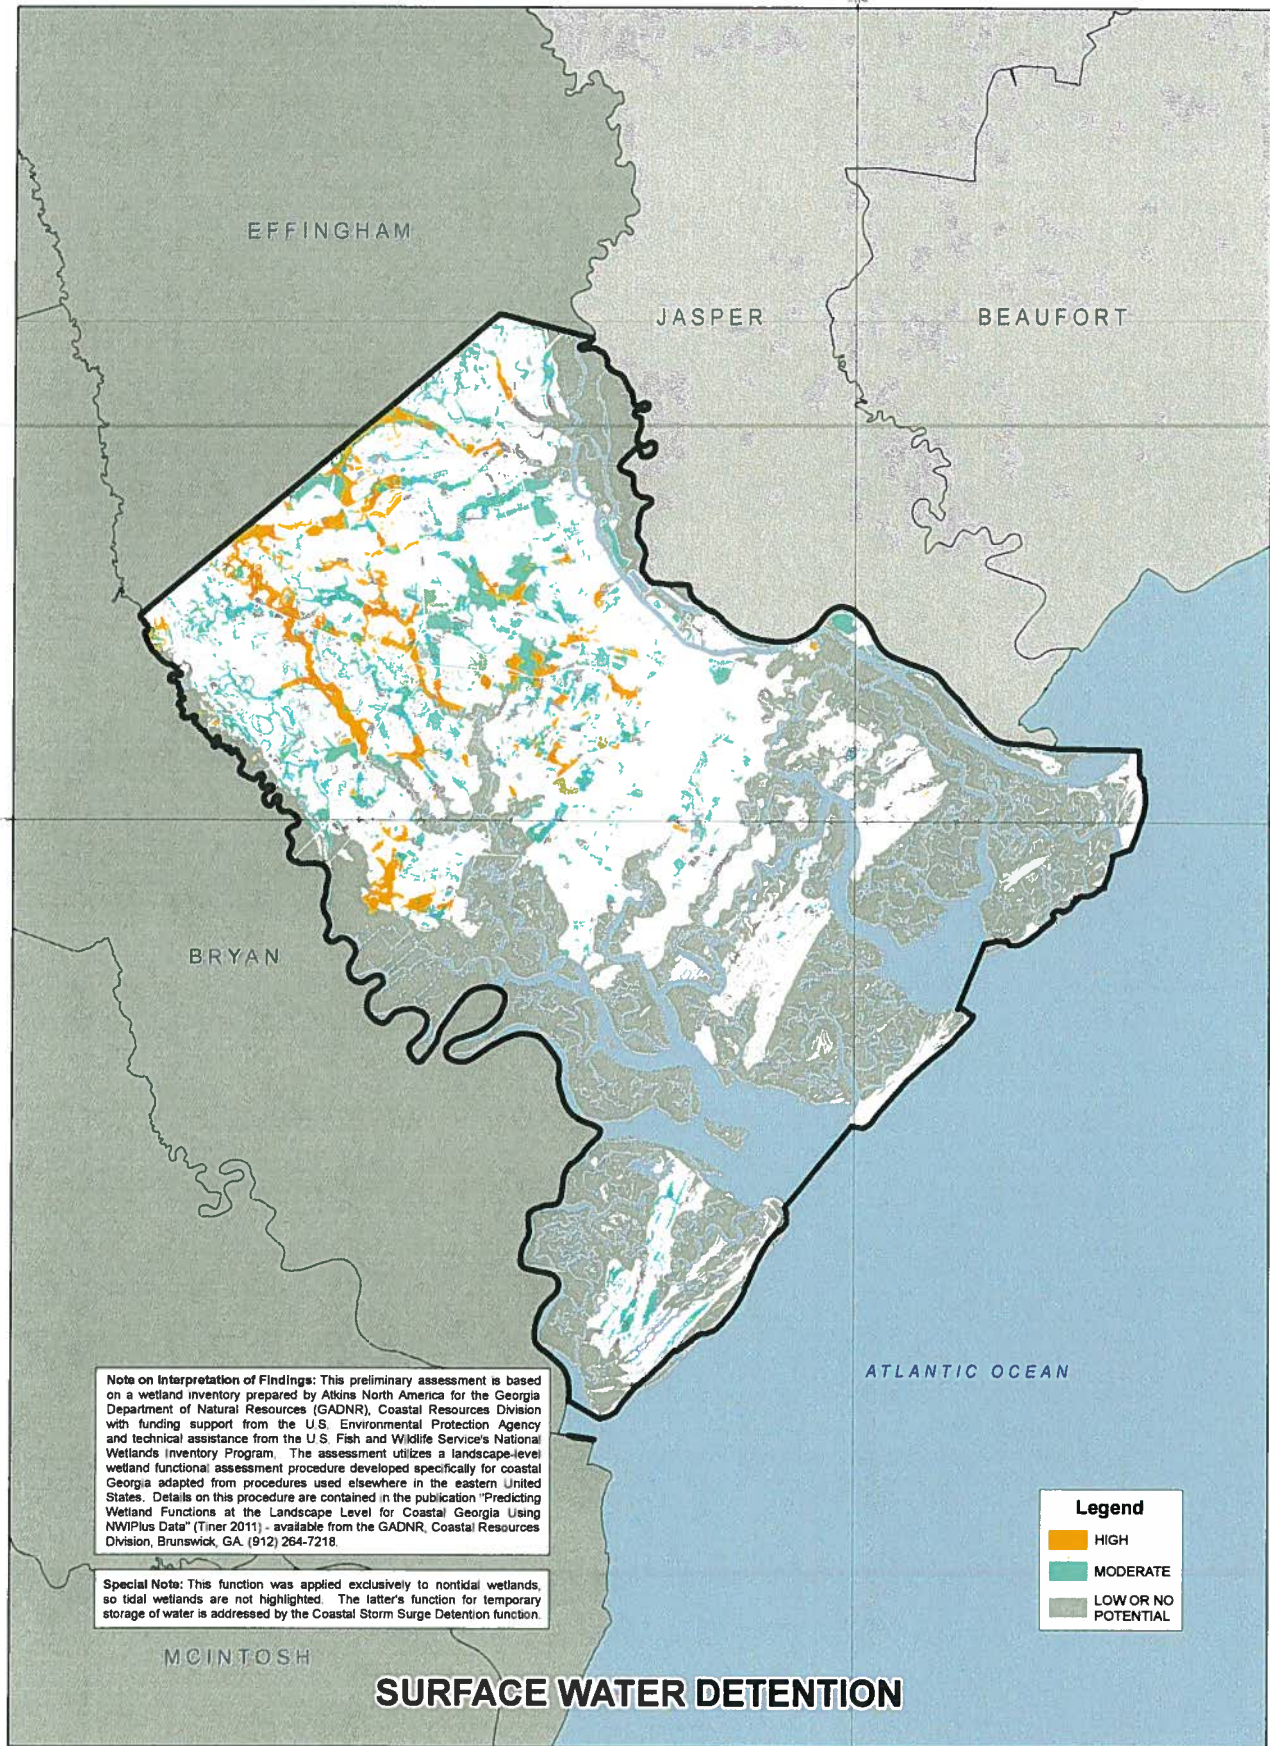 EFFINGHAM
JASPER
BEAUFORT
BRYAN
ATLANTIC OCEAN
Note on Interpretation of Findings: This preliminary assessment is based
on a wetland inventory prepared by Atkins North America for the Georgia
Department of Natural Resources (GADNR), Coastal Resources Division
with funding support from the U.S. Environmental Protection Agency
and technical assistance from the U.S. Fish and Wildlife Service's National
Wetlands Inventory Program. The assessment utilizes a landscape-level
wetland functional assessment procedure developed specifically for coastal
Georgia adapted from procedures used elsewhere in the eastern United
States. Details on this procedure are contained in the publication "Predicting
Wetland Functions at the Landscape Level for Coastal Georgia Using
NWIPlus Data" (Tiner 2011) - available from the GADNR, Coastal Resources
Division, Brunswick, GA. (912) 264-7218.
Legend
HIGH
MODERATE
LOW OR NO
POTENTIAL
Special Note: This function was applied exclusively to nontidal wetlands,
so tidal wetlands are not highlighted. The latter's function for temporary
storage of water is addressed by the Coastal Storm Surge Detention function.
MCINTOSH
SURFACE WATER DETENTION